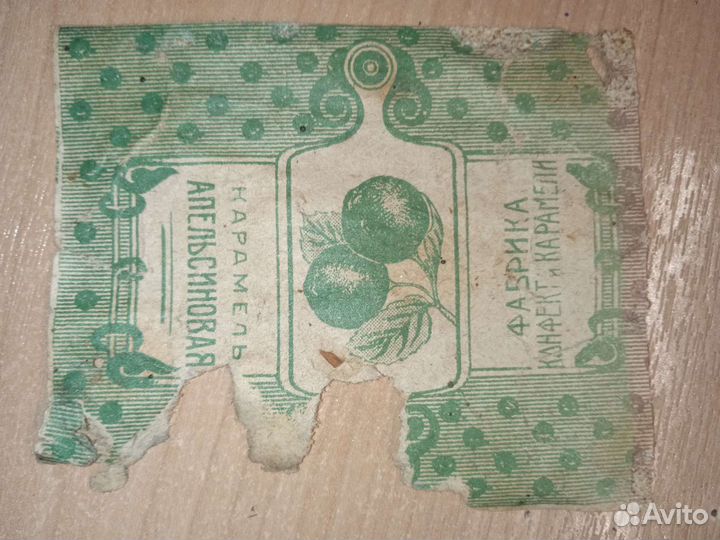 КАРАМЕЛЬ
АПЕЛЬСИНОВАЯ
ФАБРИКА
КОНФЕКТ и КАРАМЕЛИ
Avito